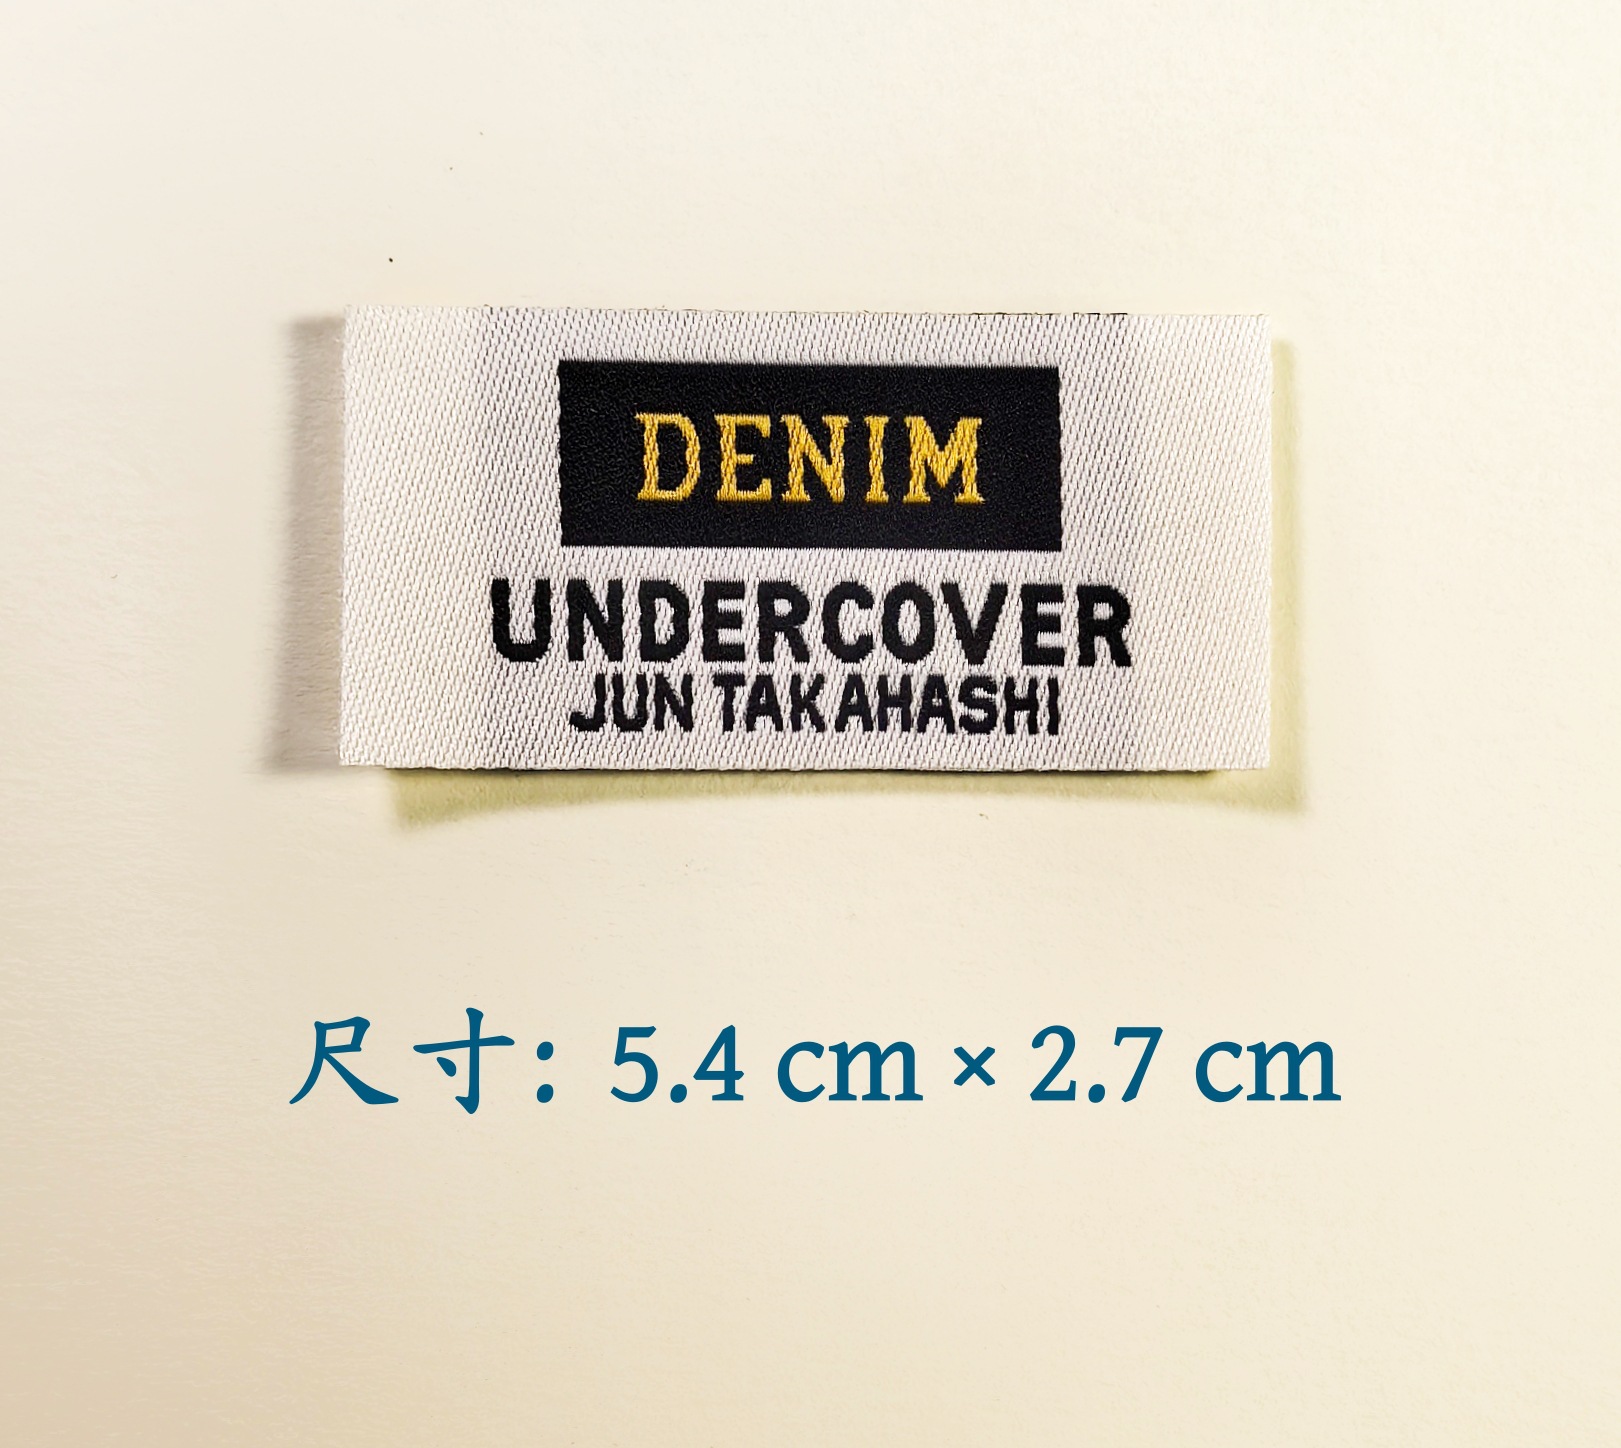 DENIM
UNDERCOVER
JUN TAKAHASHI
尺寸: 5.4 cm × 2.7 cm